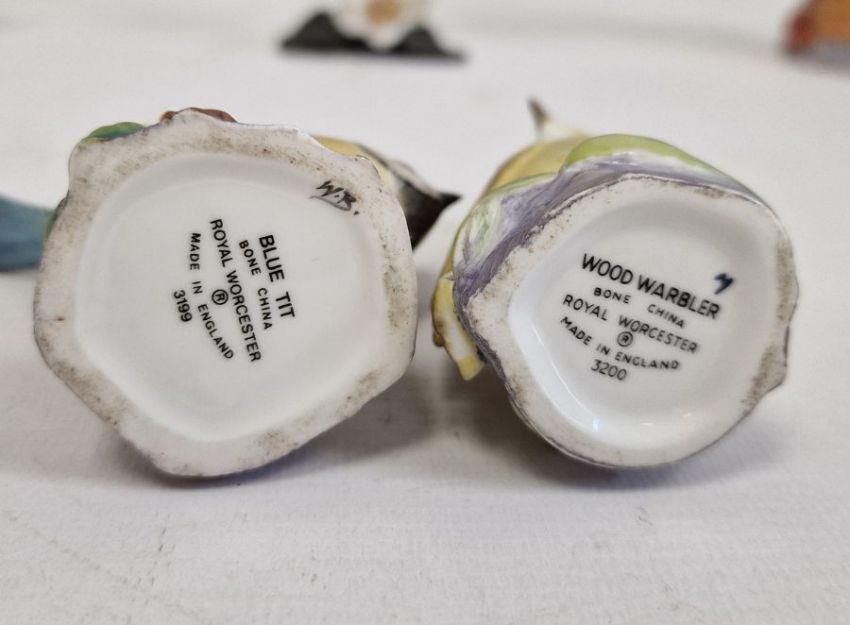 W.B.
BLUE TIT
BONE CHINA
ROYAL WORCESTER
®
MADE IN ENGLAND
3199
WOOD WARBLER
BONE CHINA
ROYAL WORCESTER
®
MADE IN ENGLAND
3200